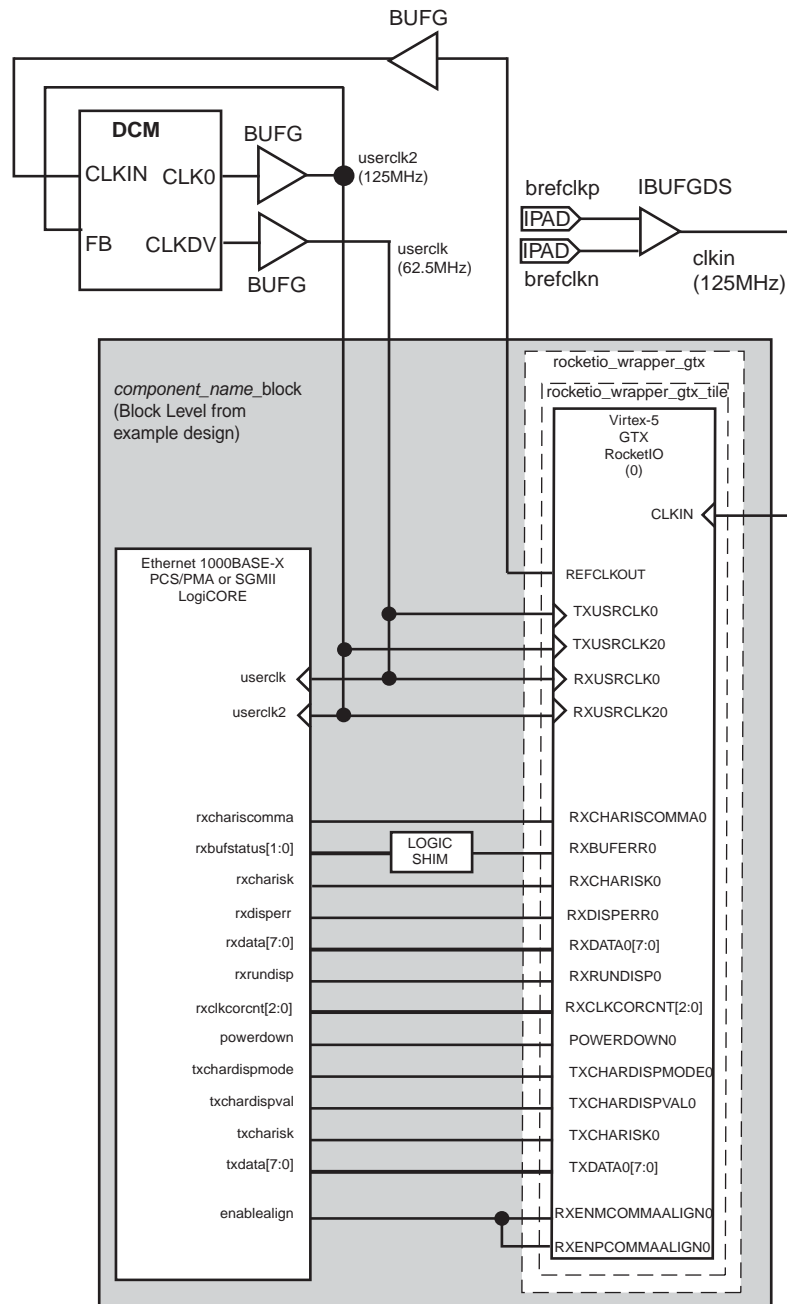 BUFG
DCM
CLKIN
CLK0
FB
CLKDV
BUFG
BUFG
userclk2
(125MHz)
userclk
(62.5MHz)
brefclkp
IPAD
IPAD
brefclkn
IBUFGDS
clkin
(125MHz)
component_name_block
(Block Level from
example design)
rocketio_wrapper_gtx
rocketio_wrapper_gtx_tile
Virtex-5
GTX
RocketIO
(0)
CLKIN
REFCLKOUT
TXUSRCLK0
TXUSRCLK20
RXUSRCLK0
RXUSRCLK20
Ethernet 1000BASE-X
PCS/PMA or SGMII
LogiCORE
userclk
userclk2
rxchariscomma
RXCHARISCOMMA0
rxbufstatus[1:0]
LOGIC
SHIM
RXBUFERR0
rxcharisk
RXCHARISK0
rxdisperr
RXDISPERR0
rxdata[7:0]
RXDATA0[7:0]
rxrundisp
RXRUNDISP0
rxclkcorcnt[2:0]
RXCLKCORCNT[2:0]
powerdown
POWERDOWN0
txchardispmode
TXCHARDISPMODE0
txchardispval
TXCHARDISPVAL0
txcharisk
TXCHARISK0
txdata[7:0]
TXDATA0[7:0]
enablealign
RXENMCOMMAALIGN0
RXENPCOMMAALIGN0